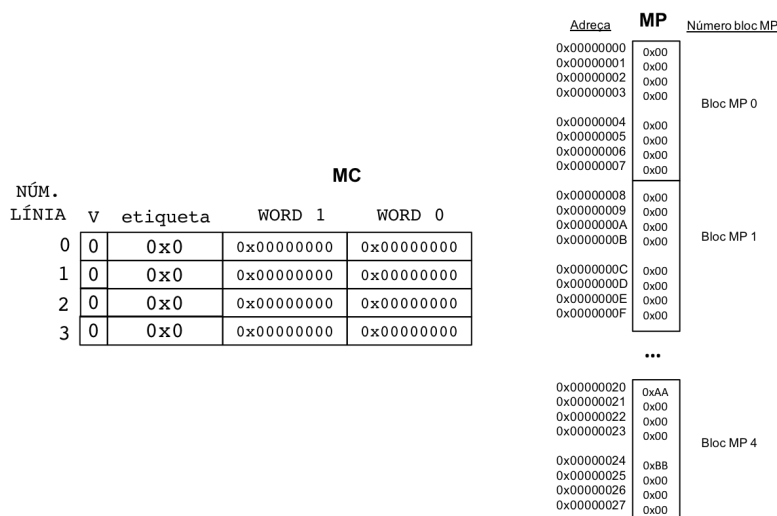 MC
NÚM.
LÍNIA V etiqueta WORD 1 WORD 0
0 0 0x0 0x00000000 0x00000000
1 0 0x0 0x00000000 0x00000000
2 0 0x0 0x00000000 0x00000000
3 0 0x0 0x00000000 0x00000000
Adreça MP Número bloc MP
0x00000000 0x00
0x00000001 0x00
0x00000002 0x00
0x00000003 0x00
Bloc MP 0
0x00000004 0x00
0x00000005 0x00
0x00000006 0x00
0x00000007 0x00
0x00000008 0x00
0x00000009 0x00
0x0000000A 0x00
0x0000000B 0x00
Bloc MP 1
0x0000000C 0x00
0x0000000D 0x00
0x0000000E 0x00
0x0000000F 0x00
...
0x00000020 0xAA
0x00000021 0x00
0x00000022 0x00
0x00000023 0x00
Bloc MP 4
0x00000024 0xBB
0x00000025 0x00
0x00000026 0x00
0x00000027 0x00